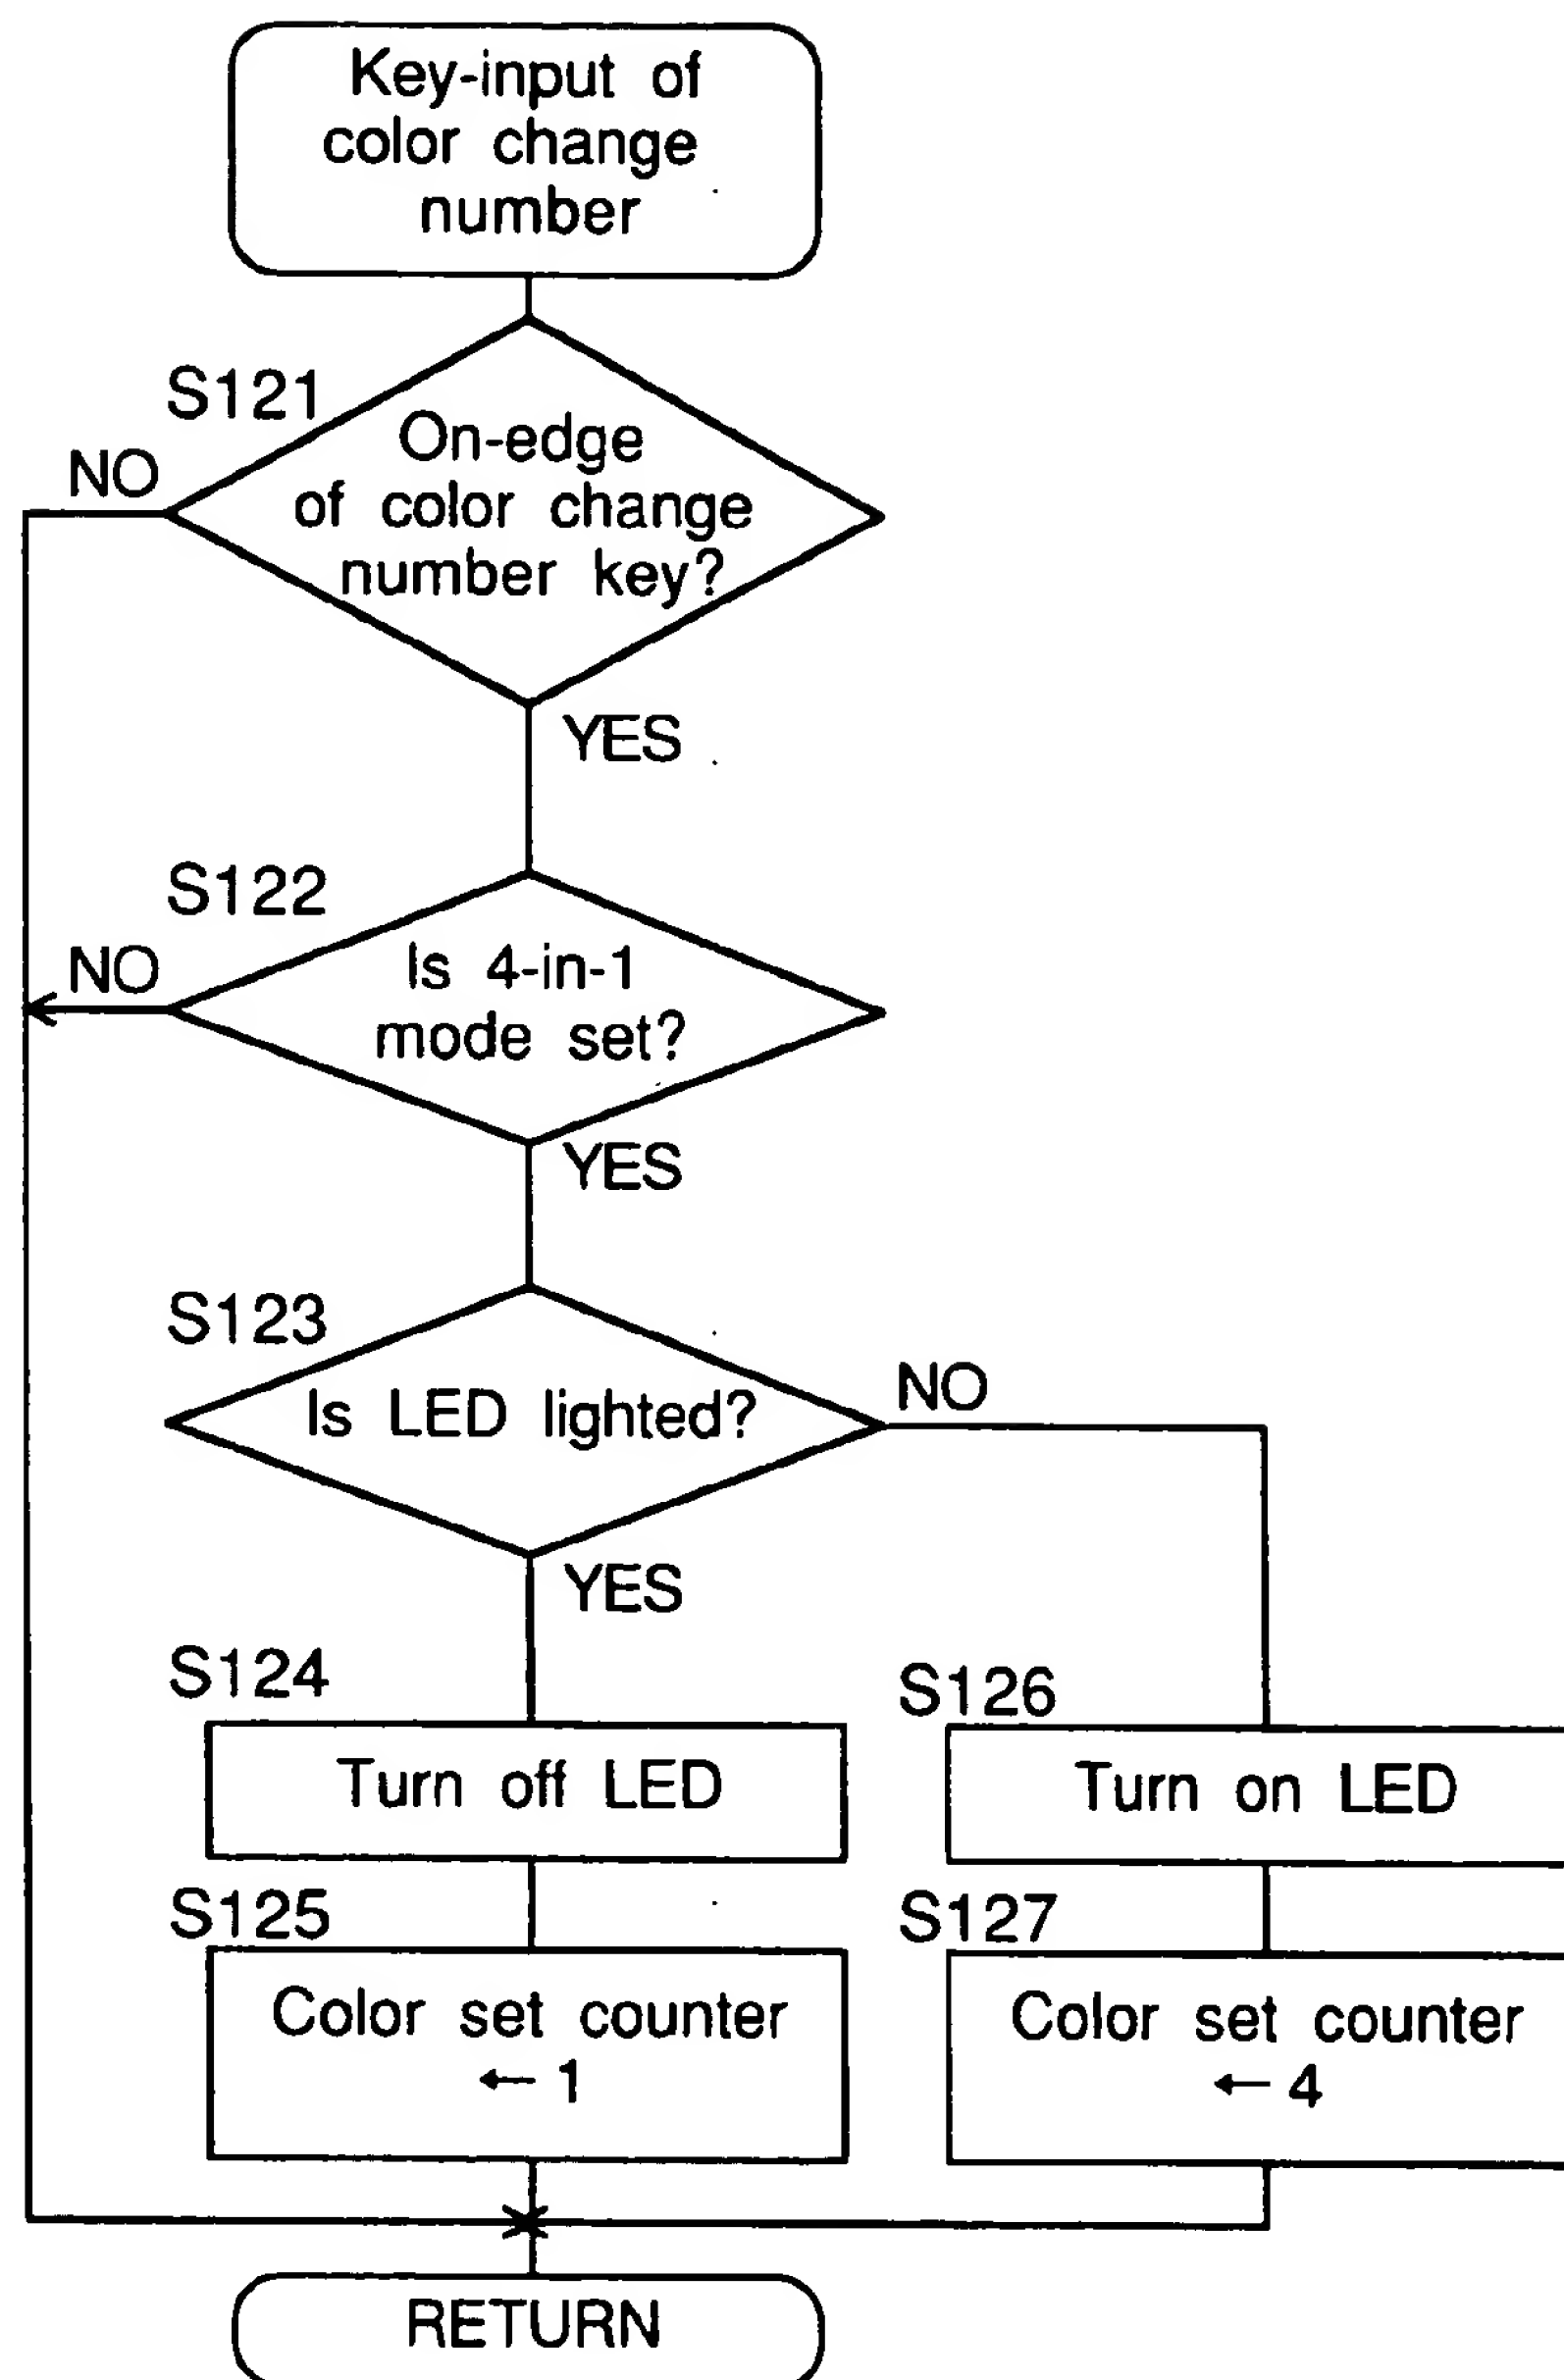 Key-input of
color change
number
S121
NO
On-edge
of color change
number key?
YES
S122
NO
Is 4-in-1
mode set?
YES
S123
Is LED lighted?
NO
YES
S124
Turn off LED
S126
Turn on LED
S125
Color set counter
← 1
S127
Color set counter
← 4
RETURN